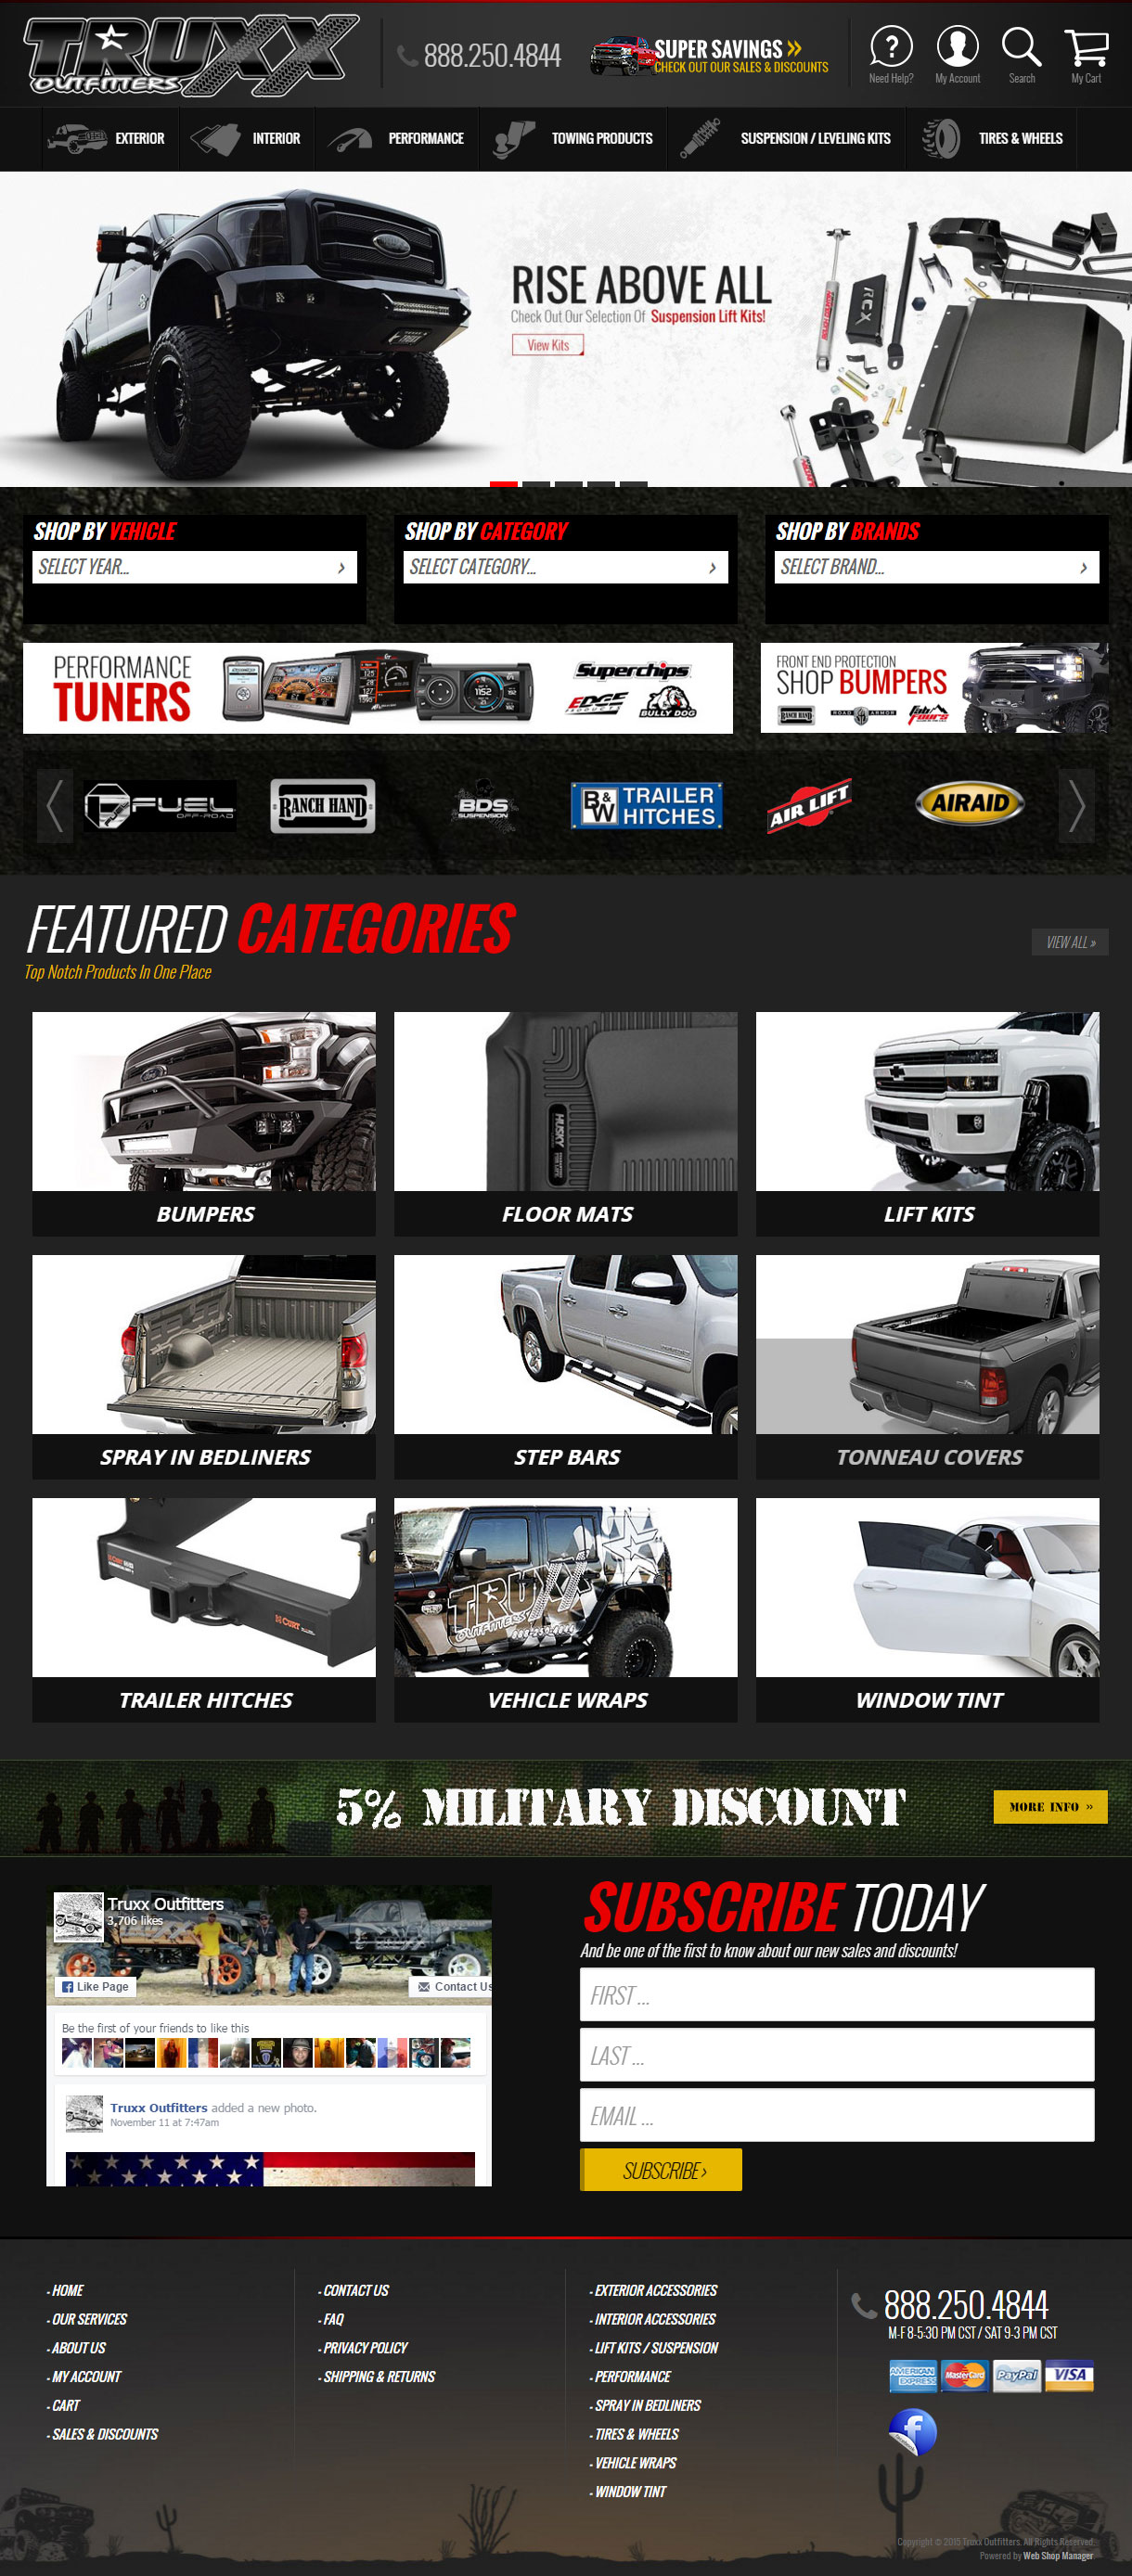 TRUXX
OUTFITTERS
888.250.4844
SUPER SAVINGS »
CHECK OUT OUR SALES & DISCOUNTS
Need Help?
My Account
Search
My Cart
EXTERIOR
INTERIOR
PERFORMANCE
TOWING PRODUCTS
SUSPENSION / LEVELING KITS
TIRES & WHEELS
RISE ABOVE ALL
Check Out Our Selection Of Suspension Lift Kits!
View Kits
RCX
SHOP BY VEHICLE
SELECT YEAR... ›
SHOP BY CATEGORY
SELECT CATEGORY... ›
SHOP BY BRANDS
SELECT BRAND... ›
PERFORMANCE
TUNERS
Superchips
EDGE
PRODUCTS
BULLY DOG
FRONT END PROTECTION
SHOP BUMPERS
RANCH HAND
ROAD ARMOR
Fab Fours
FUEL
OFF-ROAD
RANCH HAND
BDS
SUSPENSION
B&W TRAILER
HITCHES
AIR LIFT
AIRAID
FEATURED CATEGORIES
Top Notch Products In One Place
VIEW ALL »
HUSKY
BUMPERS
FLOOR MATS
LIFT KITS
SPRAY IN BEDLINERS
STEP BARS
TONNEAU COVERS
CURT
TRUXX
OUTFITTERS
TRAILER HITCHES
VEHICLE WRAPS
WINDOW TINT
5% MILITARY DISCOUNT
MORE INFO »
Truxx Outfitters
3,706 likes
Like Page
Contact Us
Be the first of your friends to like this
Truxx Outfitters added a new photo.
November 11 at 7:47am
SUBSCRIBE TODAY
And be one of the first to know about our new sales and discounts!
FIRST ...
LAST ...
EMAIL ...
SUBSCRIBE ›
- HOME
- OUR SERVICES
- ABOUT US
- MY ACCOUNT
- CART
- SALES & DISCOUNTS
- CONTACT US
- FAQ
- PRIVACY POLICY
- SHIPPING & RETURNS
- EXTERIOR ACCESSORIES
- INTERIOR ACCESSORIES
- LIFT KITS / SUSPENSION
- PERFORMANCE
- SPRAY IN BEDLINERS
- TIRES & WHEELS
- VEHICLE WRAPS
- WINDOW TINT
888.250.4844
M-F 8-5:30 PM CST / SAT 9-3 PM CST
AMERICAN EXPRESS
MasterCard
PayPal
VISA
Copyright © 2015 Truxx Outfitters. All Rights Reserved.
Powered by Web Shop Manager